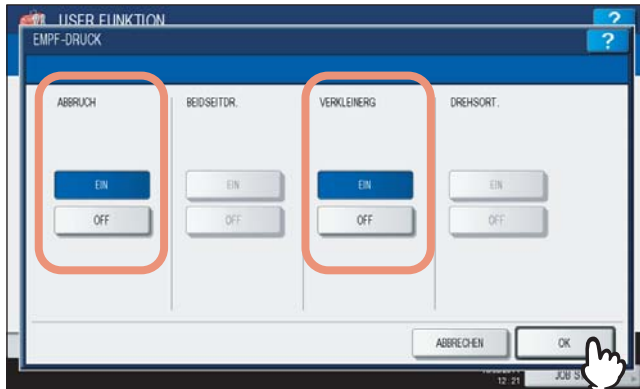 USER FUNKTION
?
EMPF-DRUCK
?
ABBRUCH
BEIDSEITDR.
VERKLEINERG
DREHSORT.
EIN
EIN
EIN
EIN
OFF
OFF
OFF
OFF
ABBRECHEN
OK
12:21
JOB S